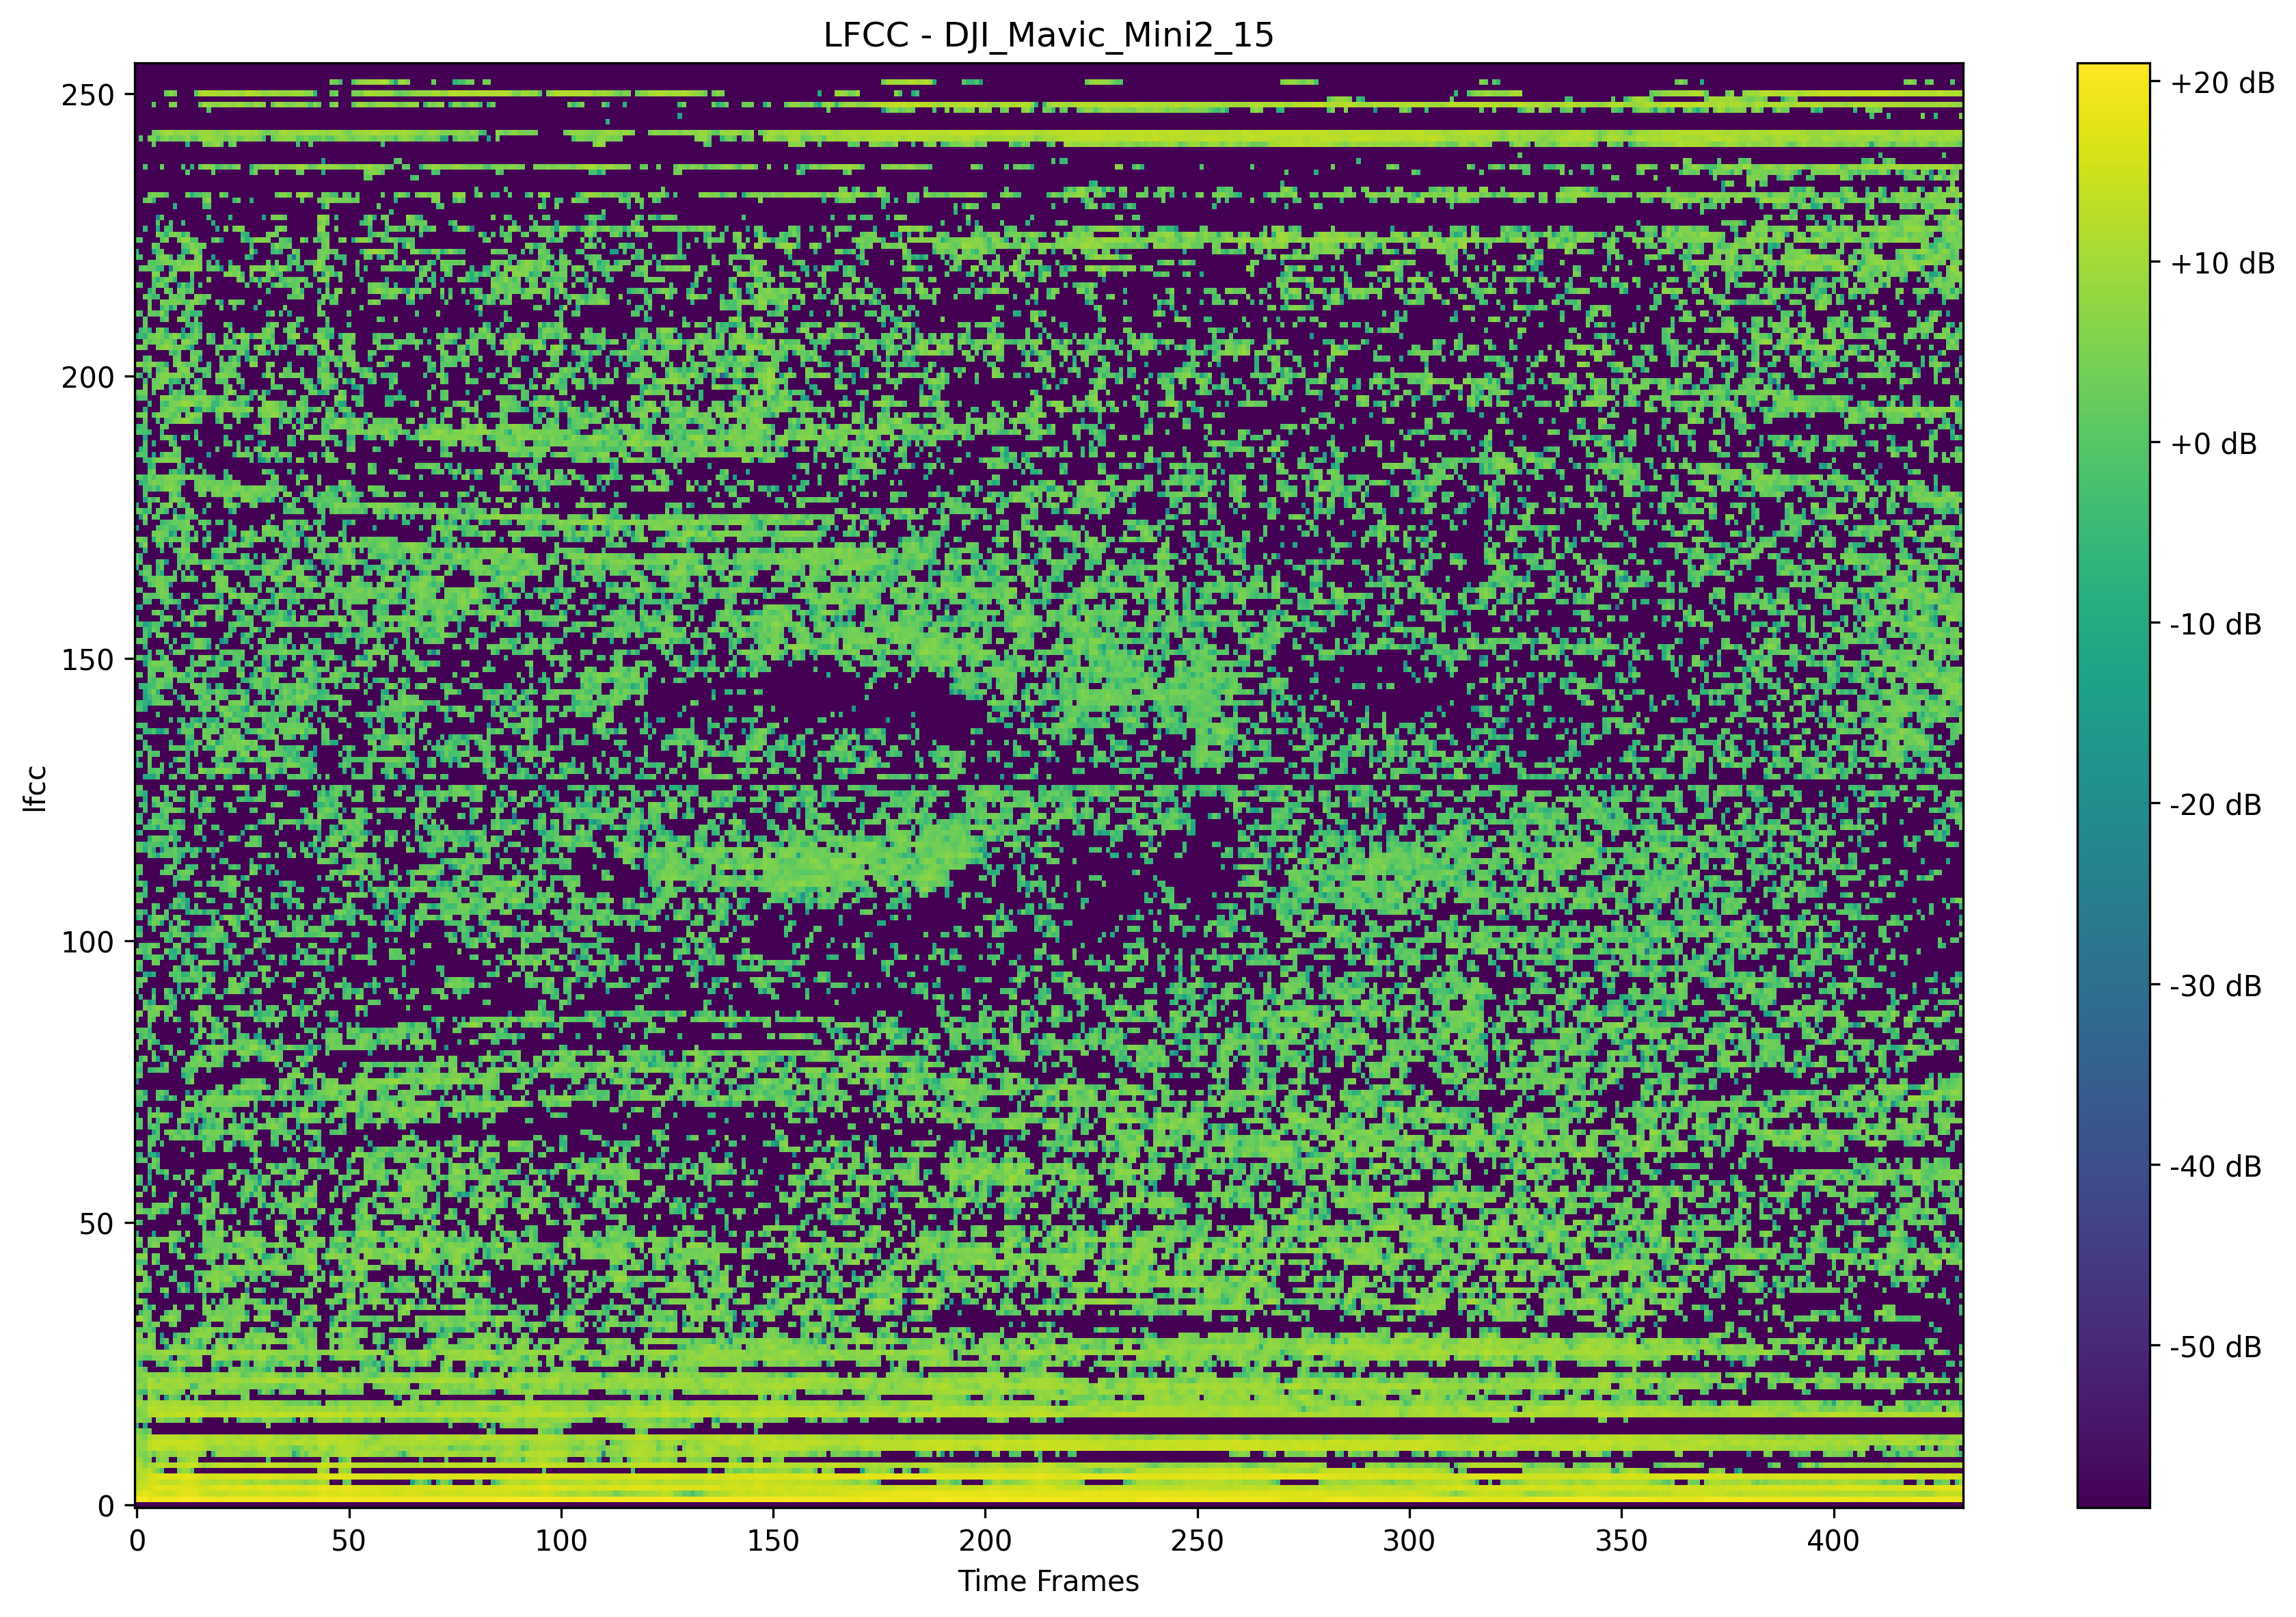 LFCC - DJI_Mavic_Mini2_15
250
200
150
100
50
0
lfcc
0 50 100 150 200 250 300 350 400
Time Frames
+20 dB
+10 dB
+0 dB
-10 dB
-20 dB
-30 dB
-40 dB
-50 dB